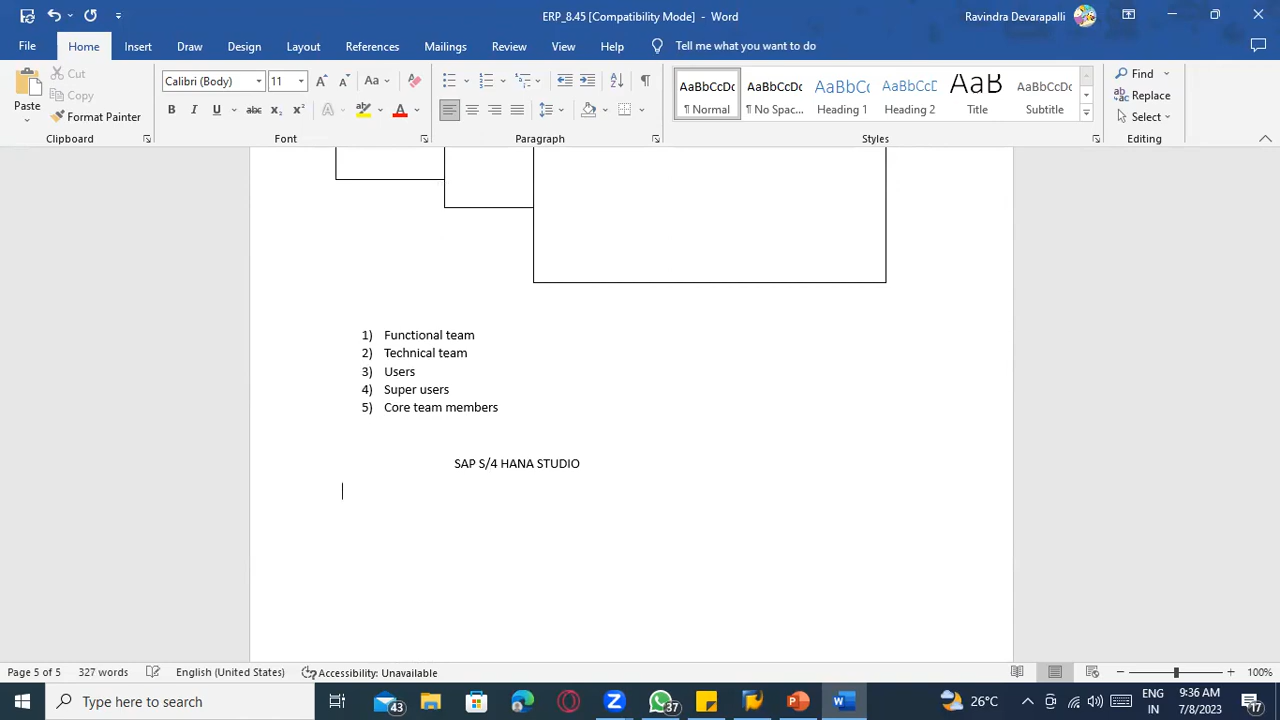 ERP_8.45 [Compatibility Mode] - Word
Ravindra Devarapalli
File Home Insert Draw Design Layout References Mailings Review View Help Tell me what you want to do
Paste
Cut
Copy
Format Painter
Clipboard
Calibri (Body) 11
Font
Paragraph
AaBbCcDc AaBbCcDc AaBbCc AaBbCcD AaB AaBbCcD
¶ Normal ¶ No Spac... Heading 1 Heading 2 Title Subtitle
Styles
Find
Replace
Select
Editing
1) Functional team
2) Technical team
3) Users
4) Super users
5) Core team members
SAP S/4 HANA STUDIO
Page 5 of 5 327 words English (United States) Accessibility: Unavailable 100%
Type here to search
43
37
26°C
ENG
IN
9:36 AM
7/8/2023
17